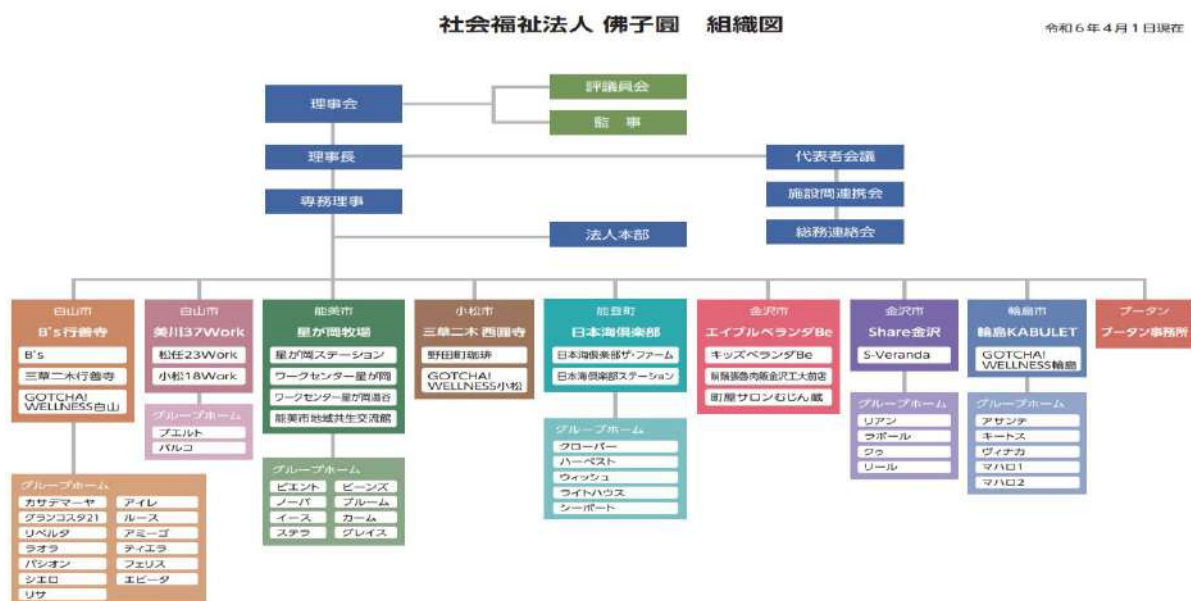 社会福祉法人 佛子園　組織図
令和6年4月1日現在
理事会
評議員会
監　事
理事長
代表者会議
専務理事
施設間連携会
法人本部
総務連絡会
白山市
B's行善寺
B's
三草二木行善寺
GOTCHA!
WELLNESS白山
グループホーム
カサデマーヤ
アイレ
グランコスタ21
ルース
リベルタ
アミーゴ
ラオラ
ティエラ
パシオン
フェリス
シエロ
エビータ
リサ
白山市
美川37Work
松任23Work
小松18Work
グループホーム
プエルト
バルコ
能美市
星が岡牧場
星が岡ステーション
ワークセンター星が岡
ワークセンター星が岡湯谷
能美市地域共生交流館
グループホーム
ビエント
ビーンズ
ノーバ
ブルーム
イース
カーム
ステラ
グレイス
小松市
三草二木 西圓寺
野田町珈琲
GOTCHA!
WELLNESS小松
能登町
日本海倶楽部
日本海倶楽部ザ・ファーム
日本海倶楽部ステーション
グループホーム
クローバー
ハーベスト
ウィッシュ
ライトハウス
シーポート
金沢市
エイブルベランダBe
キッズベランダBe
町屋サロンむじん蔵
金沢市
Share金沢
S-Veranda
グループホーム
リアン
ラポール
クゥ
リール
輪島市
輪島KABULET
GOTCHA!
WELLNESS輪島
グループホーム
アサンテ
キートス
ヴィナカ
マハロ1
マハロ2
ブータン
ブータン事務所